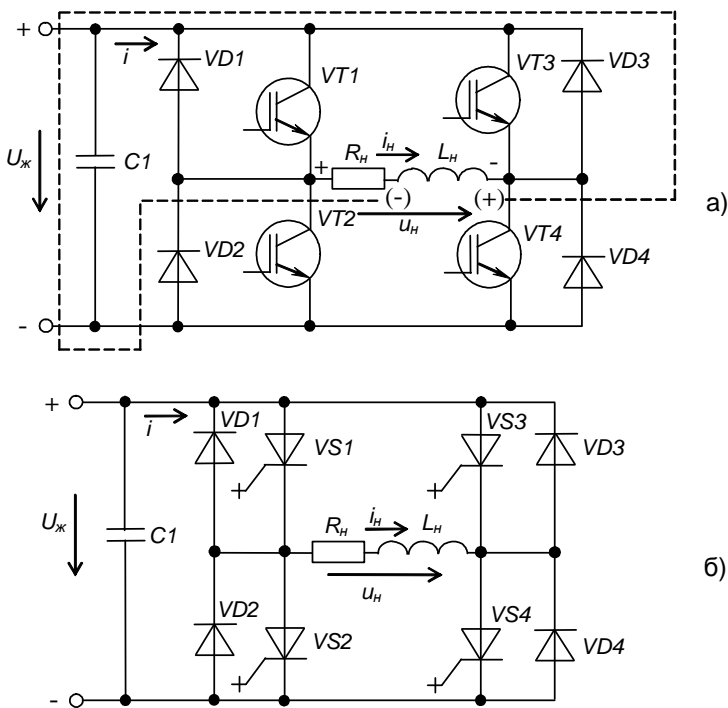 +
i
VD1
VT1
VT3
VD3
Uж
C1
+
Rн
iн
Lн
-
(-)
(+)
а)
VT2
uн
VT4
VD2
VD4
-
+
i
VD1
VS1
VS3
VD3
Uж
C1
Rн
iн
Lн
+
+
uн
б)
VD2
VS2
VS4
VD4
+
+
-